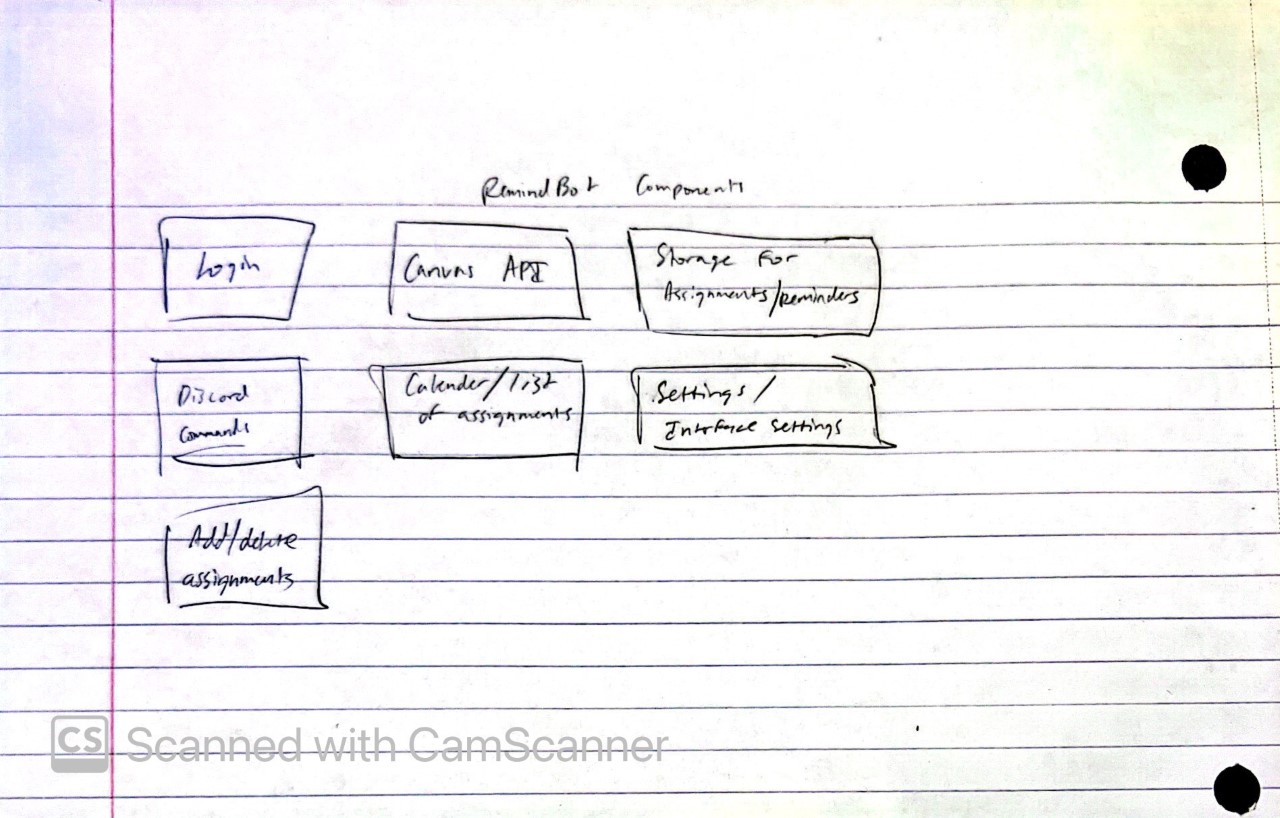 RemindBot Components
Login
Canvas API
Storage for
Assignments/reminders
Discord
Commands
Calender/list
of assignments
Settings/
Interface Settings
Add/delete
assignments
CS Scanned with CamScanner